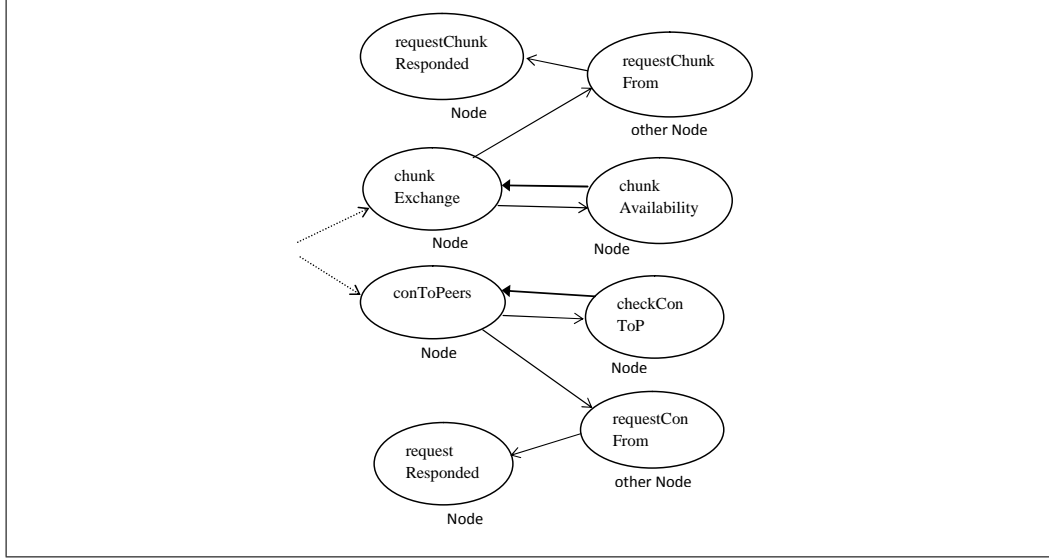 requestChunk
Responded
Node
requestChunk
From
other Node
chunk
Exchange
Node
chunk
Availability
Node
conToPeers
Node
checkCon
ToP
Node
requestCon
From
other Node
request
Responded
Node